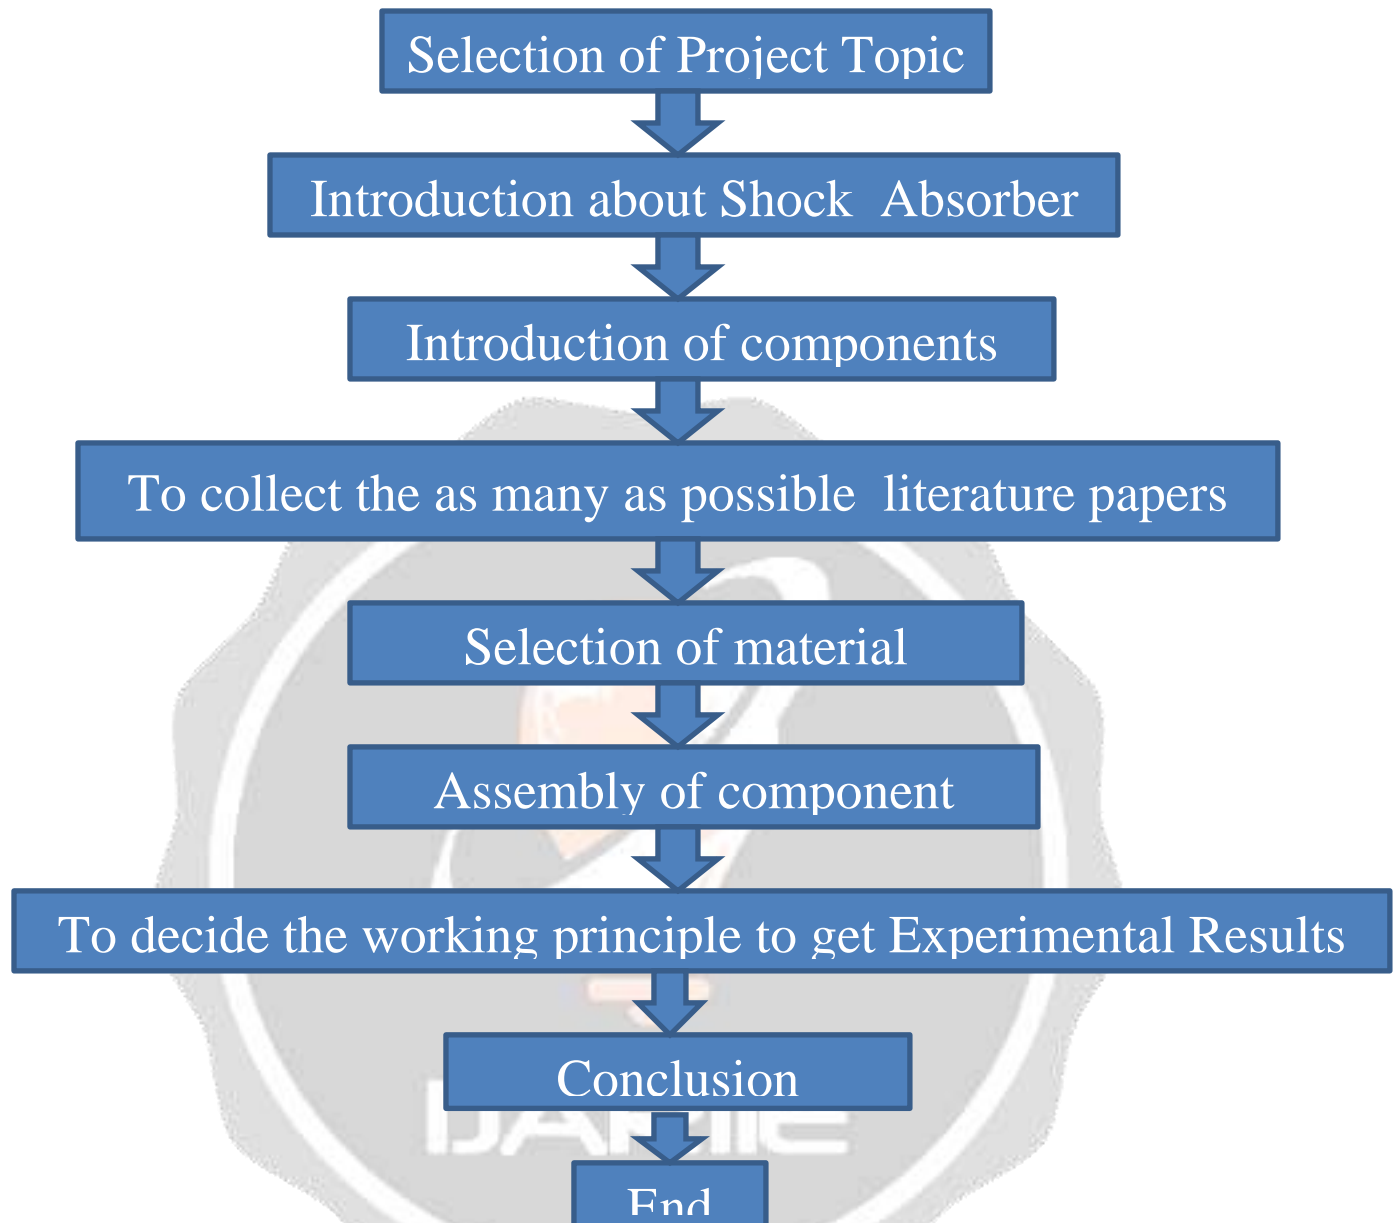 Selection of Project Topic
Introduction about Shock Absorber
Introduction of components
To collect the as many as possible literature papers
Selection of material
Assembly of component
To decide the working principle to get Experimental Results
Conclusion
IJARIIE
End